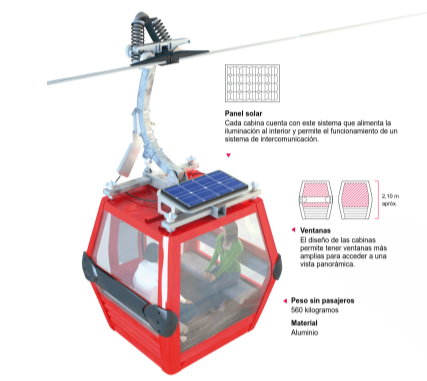 Panel solar
Cada cabina cuenta con este sistema que alimenta la
iluminación al interior y permite el funcionamiento de un
sistema de intercomunicación.
2,10 m
apróx.
Ventanas
El diseño de las cabinas
permite tener ventanas más
amplias para acceder a una
vista panorámica.
Peso sin pasajeros
560 kilogramos
Material
Aluminio